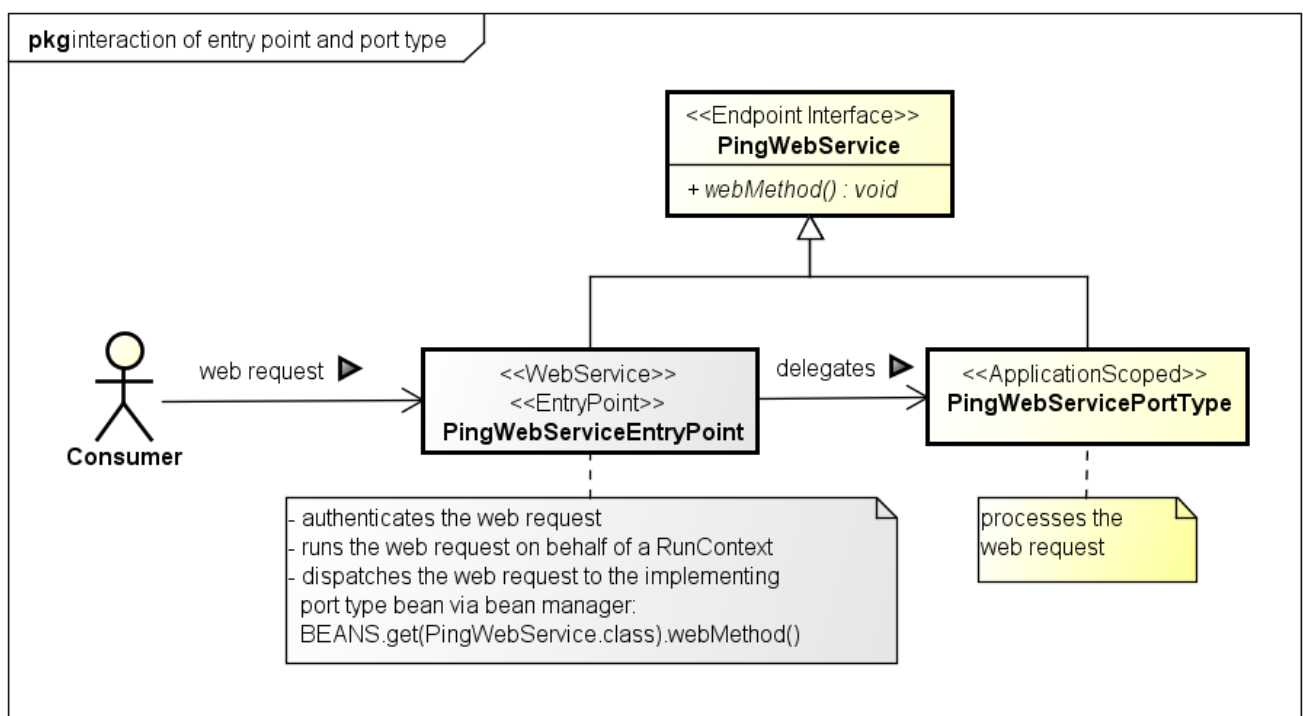 pkg interaction of entry point and port type
<<Endpoint Interface>>
PingWebService
+ webMethod() : void
web request
<<WebService>>
<<EntryPoint>>
PingWebServiceEntryPoint
delegates
<<ApplicationScoped>>
PingWebServicePortType
Consumer
- authenticates the web request
- runs the web request on behalf of a RunContext
- dispatches the web request to the implementing
port type bean via bean manager:
BEANS.get(PingWebService.class).webMethod()
processes the
web request